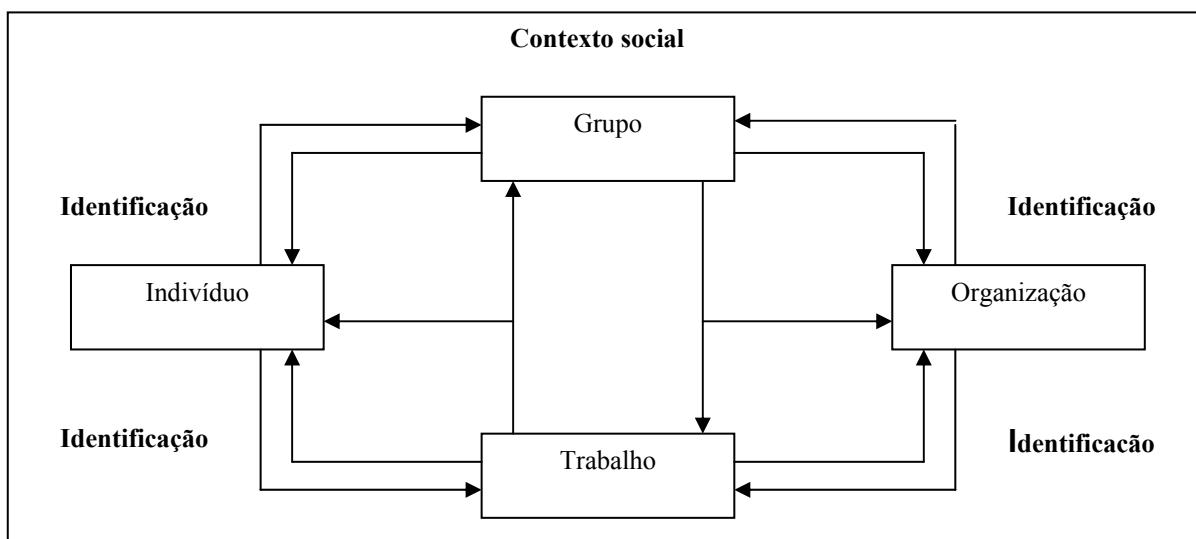 Contexto social
Grupo
Identificação
Identificação
Indivíduo
Organização
Identificação
Identificacão
Trabalho